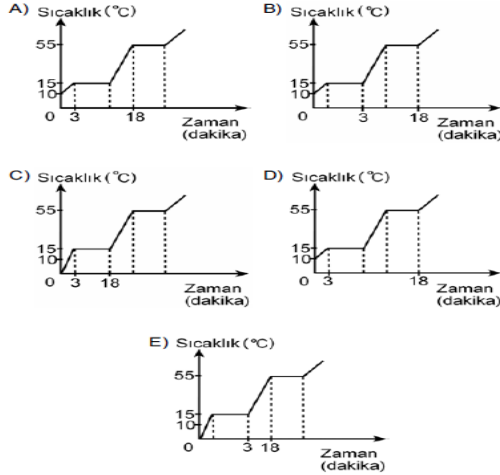 A) Sıcaklık (°C)
55
15
10
0 3 18 Zaman
(dakika)
B) Sıcaklık (°C)
55
15
10
0 3 18 Zaman
(dakika)
C) Sıcaklık (°C)
55
15
10
0 3 18 Zaman
(dakika)
D) Sıcaklık (°C)
55
15
10
0 3 18 Zaman
(dakika)
E) Sıcaklık (°C)
55
15
10
0 3 18 Zaman
(dakika)